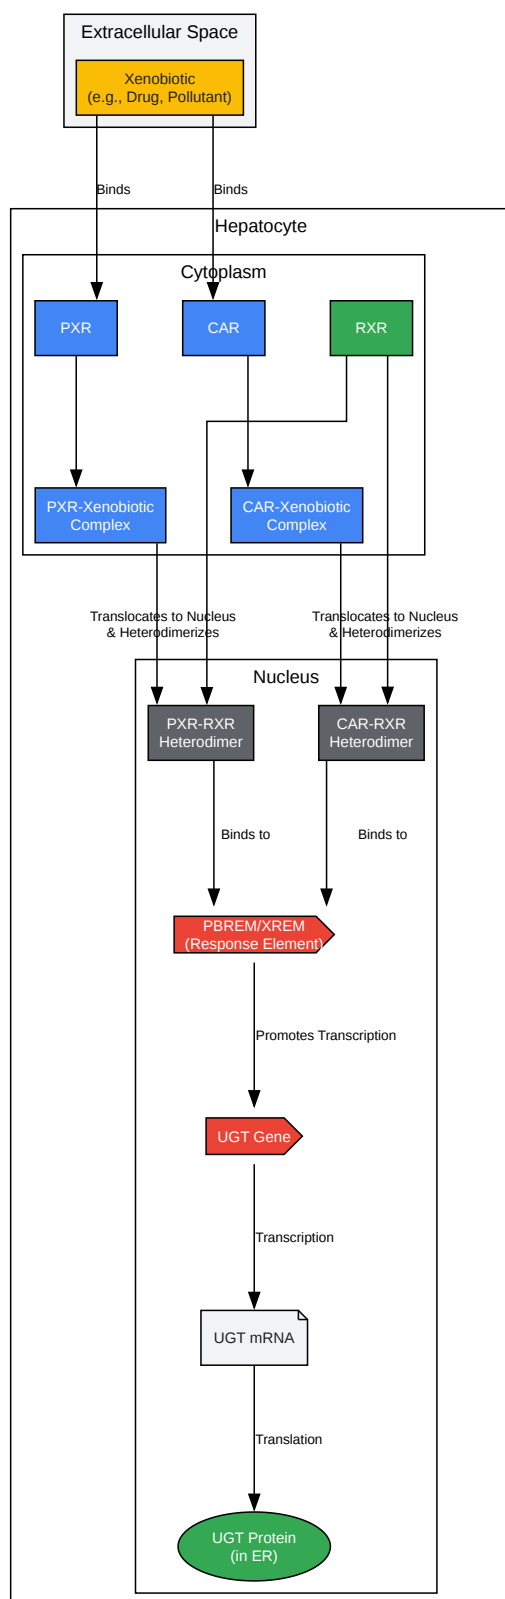 Extracellular Space
Xenobiotic
(e.g., Drug, Pollutant)
Binds
Binds
Hepatocyte
Cytoplasm
PXR
CAR
RXR
PXR-Xenobiotic
Complex
CAR-Xenobiotic
Complex
Translocates to Nucleus
& Heterodimerizes
Translocates to Nucleus
& Heterodimerizes
Nucleus
PXR-RXR
Heterodimer
CAR-RXR
Heterodimer
Binds to
Binds to
PBREM/XREM
(Response Element)
Promotes Transcription
UGT Gene
Transcription
UGT mRNA
Translation
UGT Protein
(in ER)